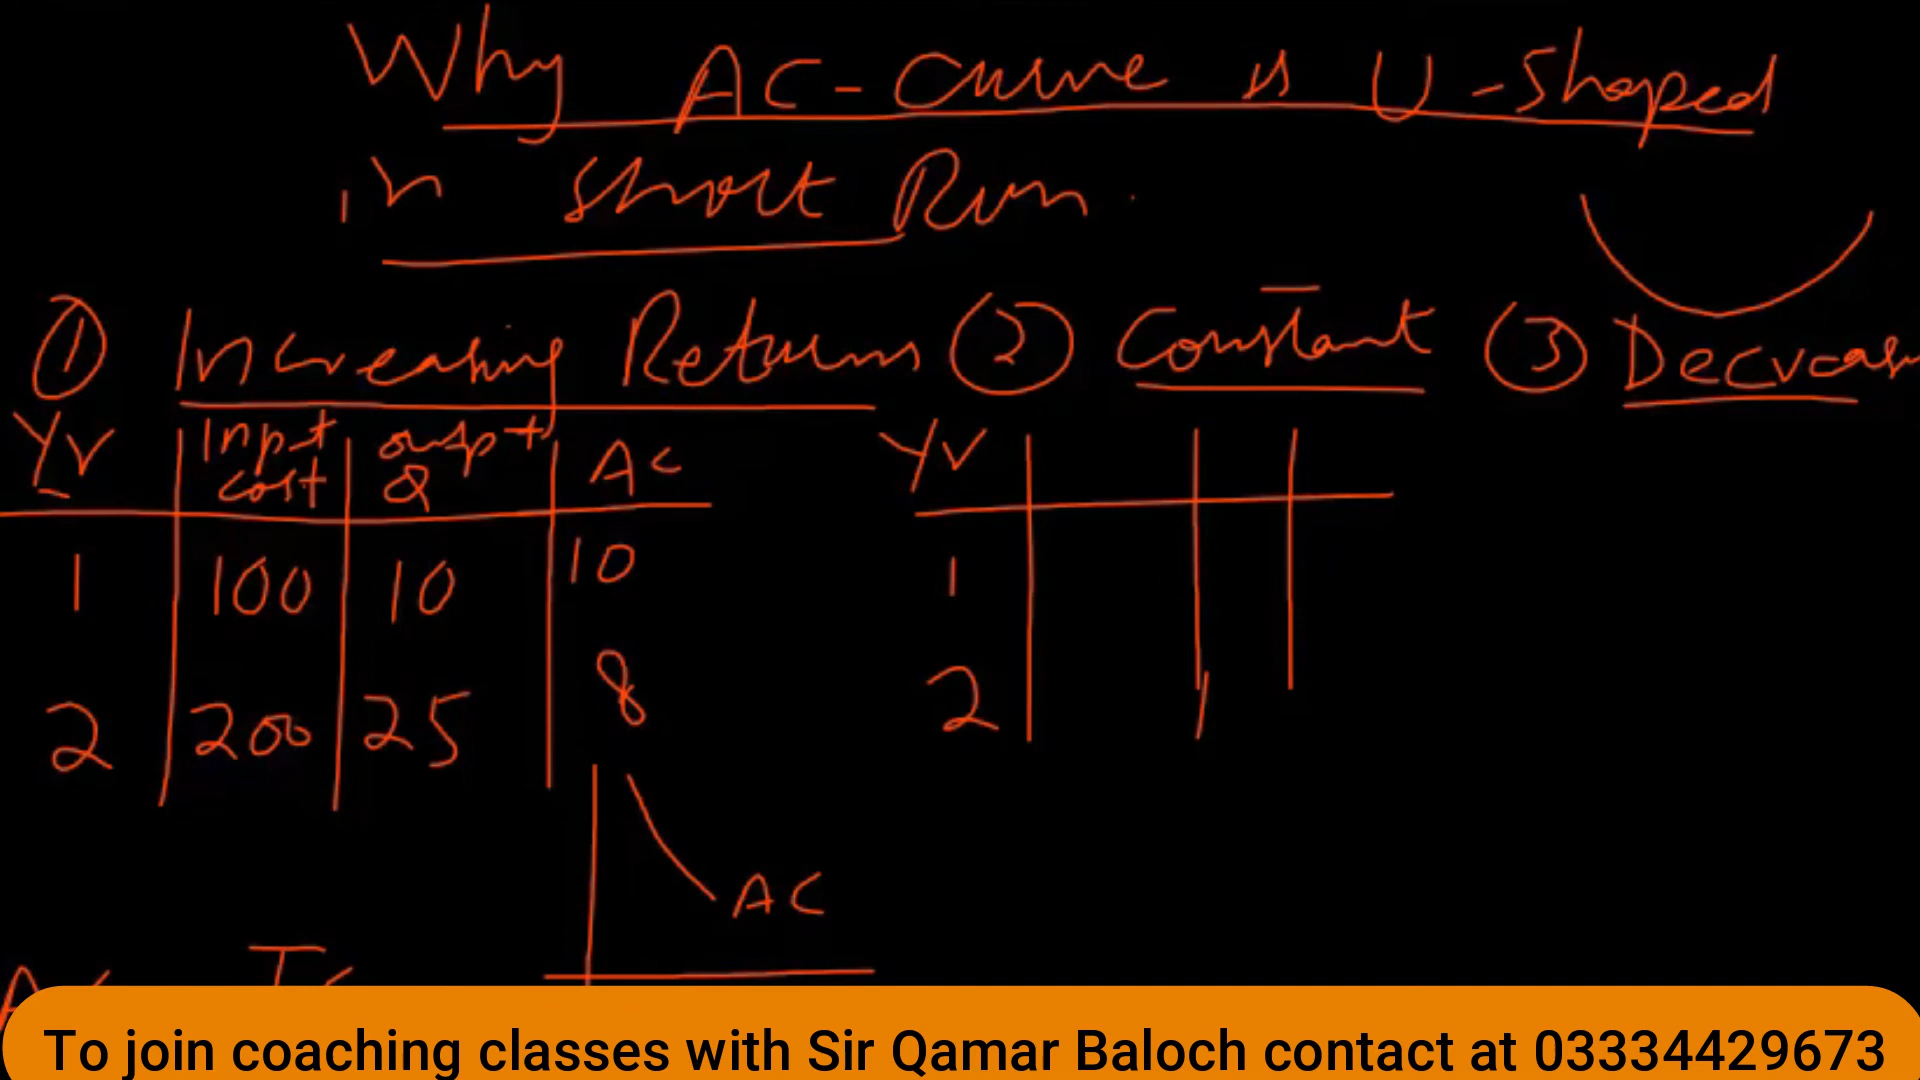 Why AC-Curve is U-Shaped
in Short Run.
① Increasing Returns ② Constant ③ Decreas
Yr Input cost output Q AC Yr
1 100 10 10 1
2 200 25 8 2
AC
AC TC
To join coaching classes with Sir Qamar Baloch contact at 03334429673